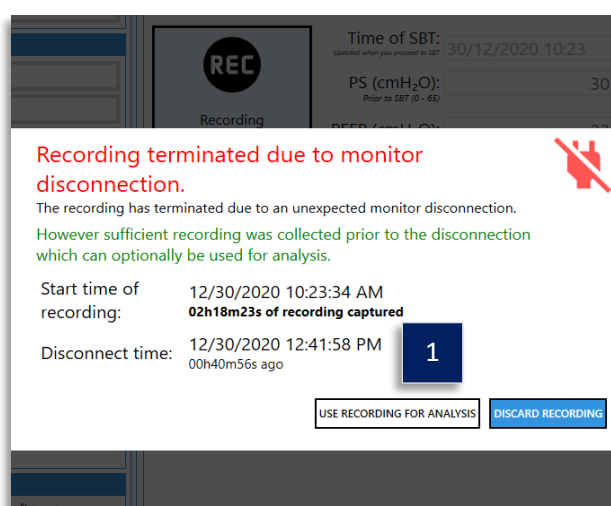 REC
Recording
Time of SBT:
Updated when you proceed to SBT
30/12/2020 10:23
PS (cmH₂O):
Prior to SBT (0 - 65)
30
Recording terminated due to monitor
disconnection.
The recording has terminated due to an unexpected monitor disconnection.
However sufficient recording was collected prior to the disconnection
which can optionally be used for analysis.
Start time of
recording:
12/30/2020 10:23:34 AM
02h18m23s of recording captured
Disconnect time:
12/30/2020 12:41:58 PM
00h40m56s ago
1
USE RECORDING FOR ANALYSIS
DISCARD RECORDING